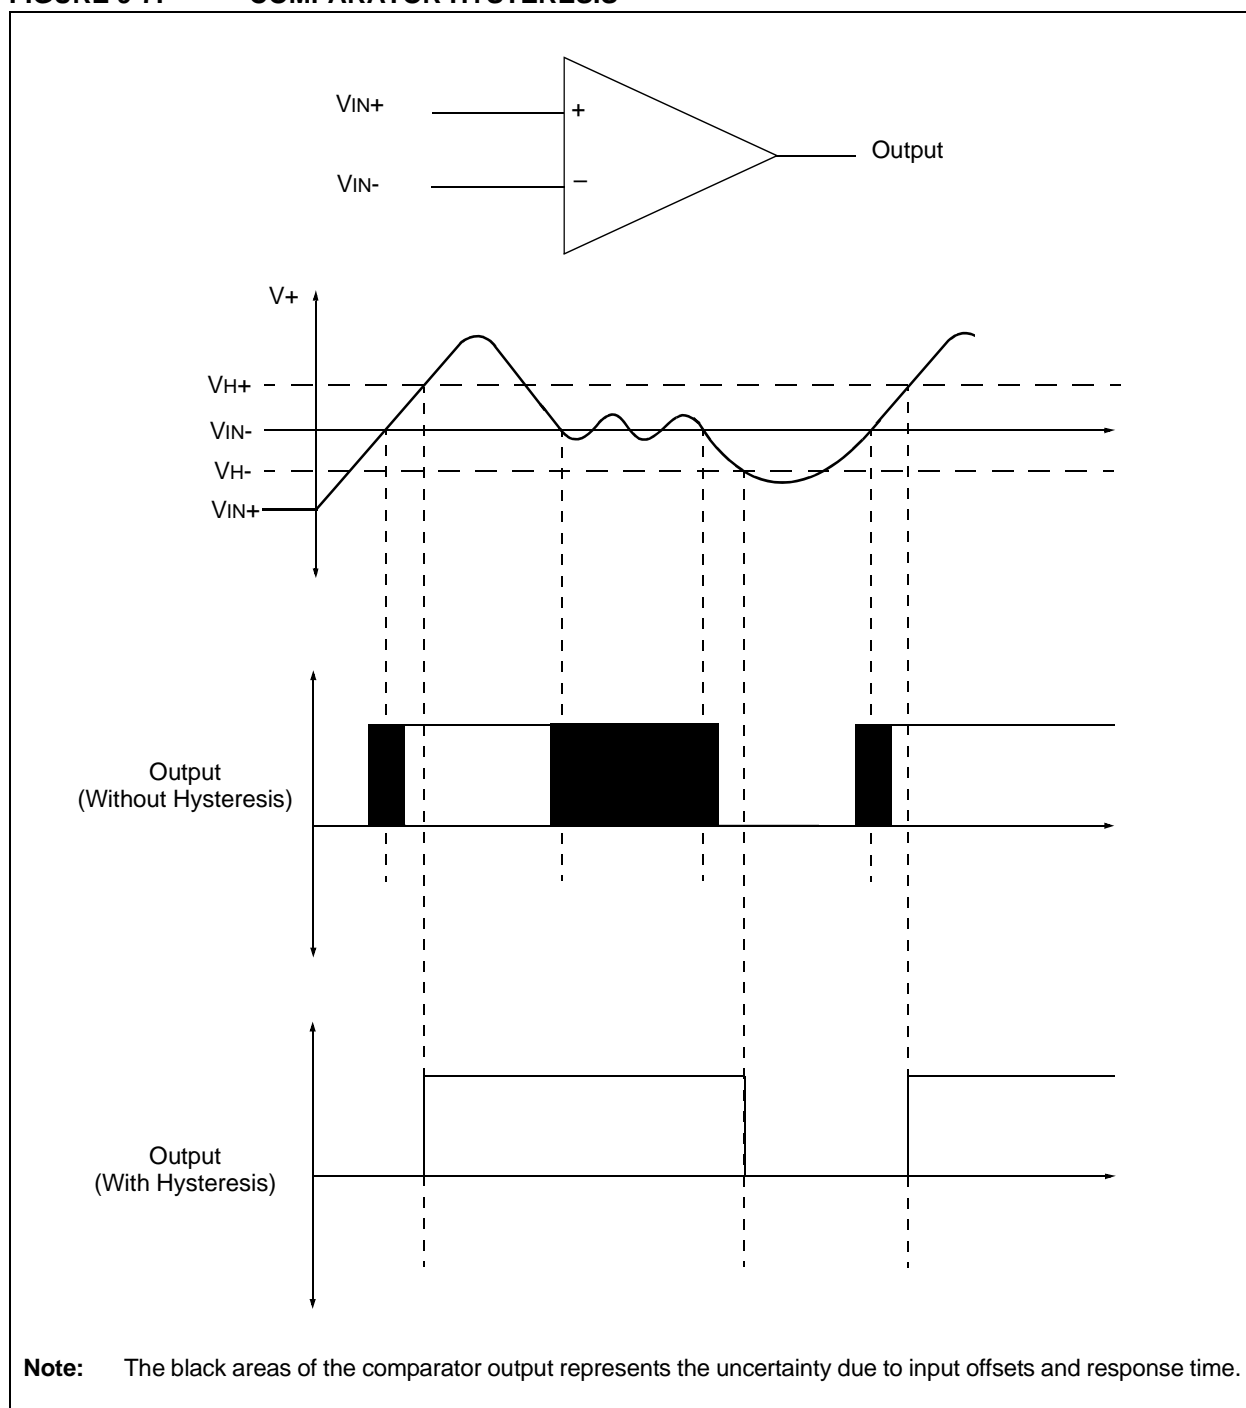 VIN+
+
Output
VIN-
–
V+
VH+
VIN-
VH-
VIN+
Output
(Without Hysteresis)
Output
(With Hysteresis)
Note: The black areas of the comparator output represents the uncertainty due to input offsets and response time.